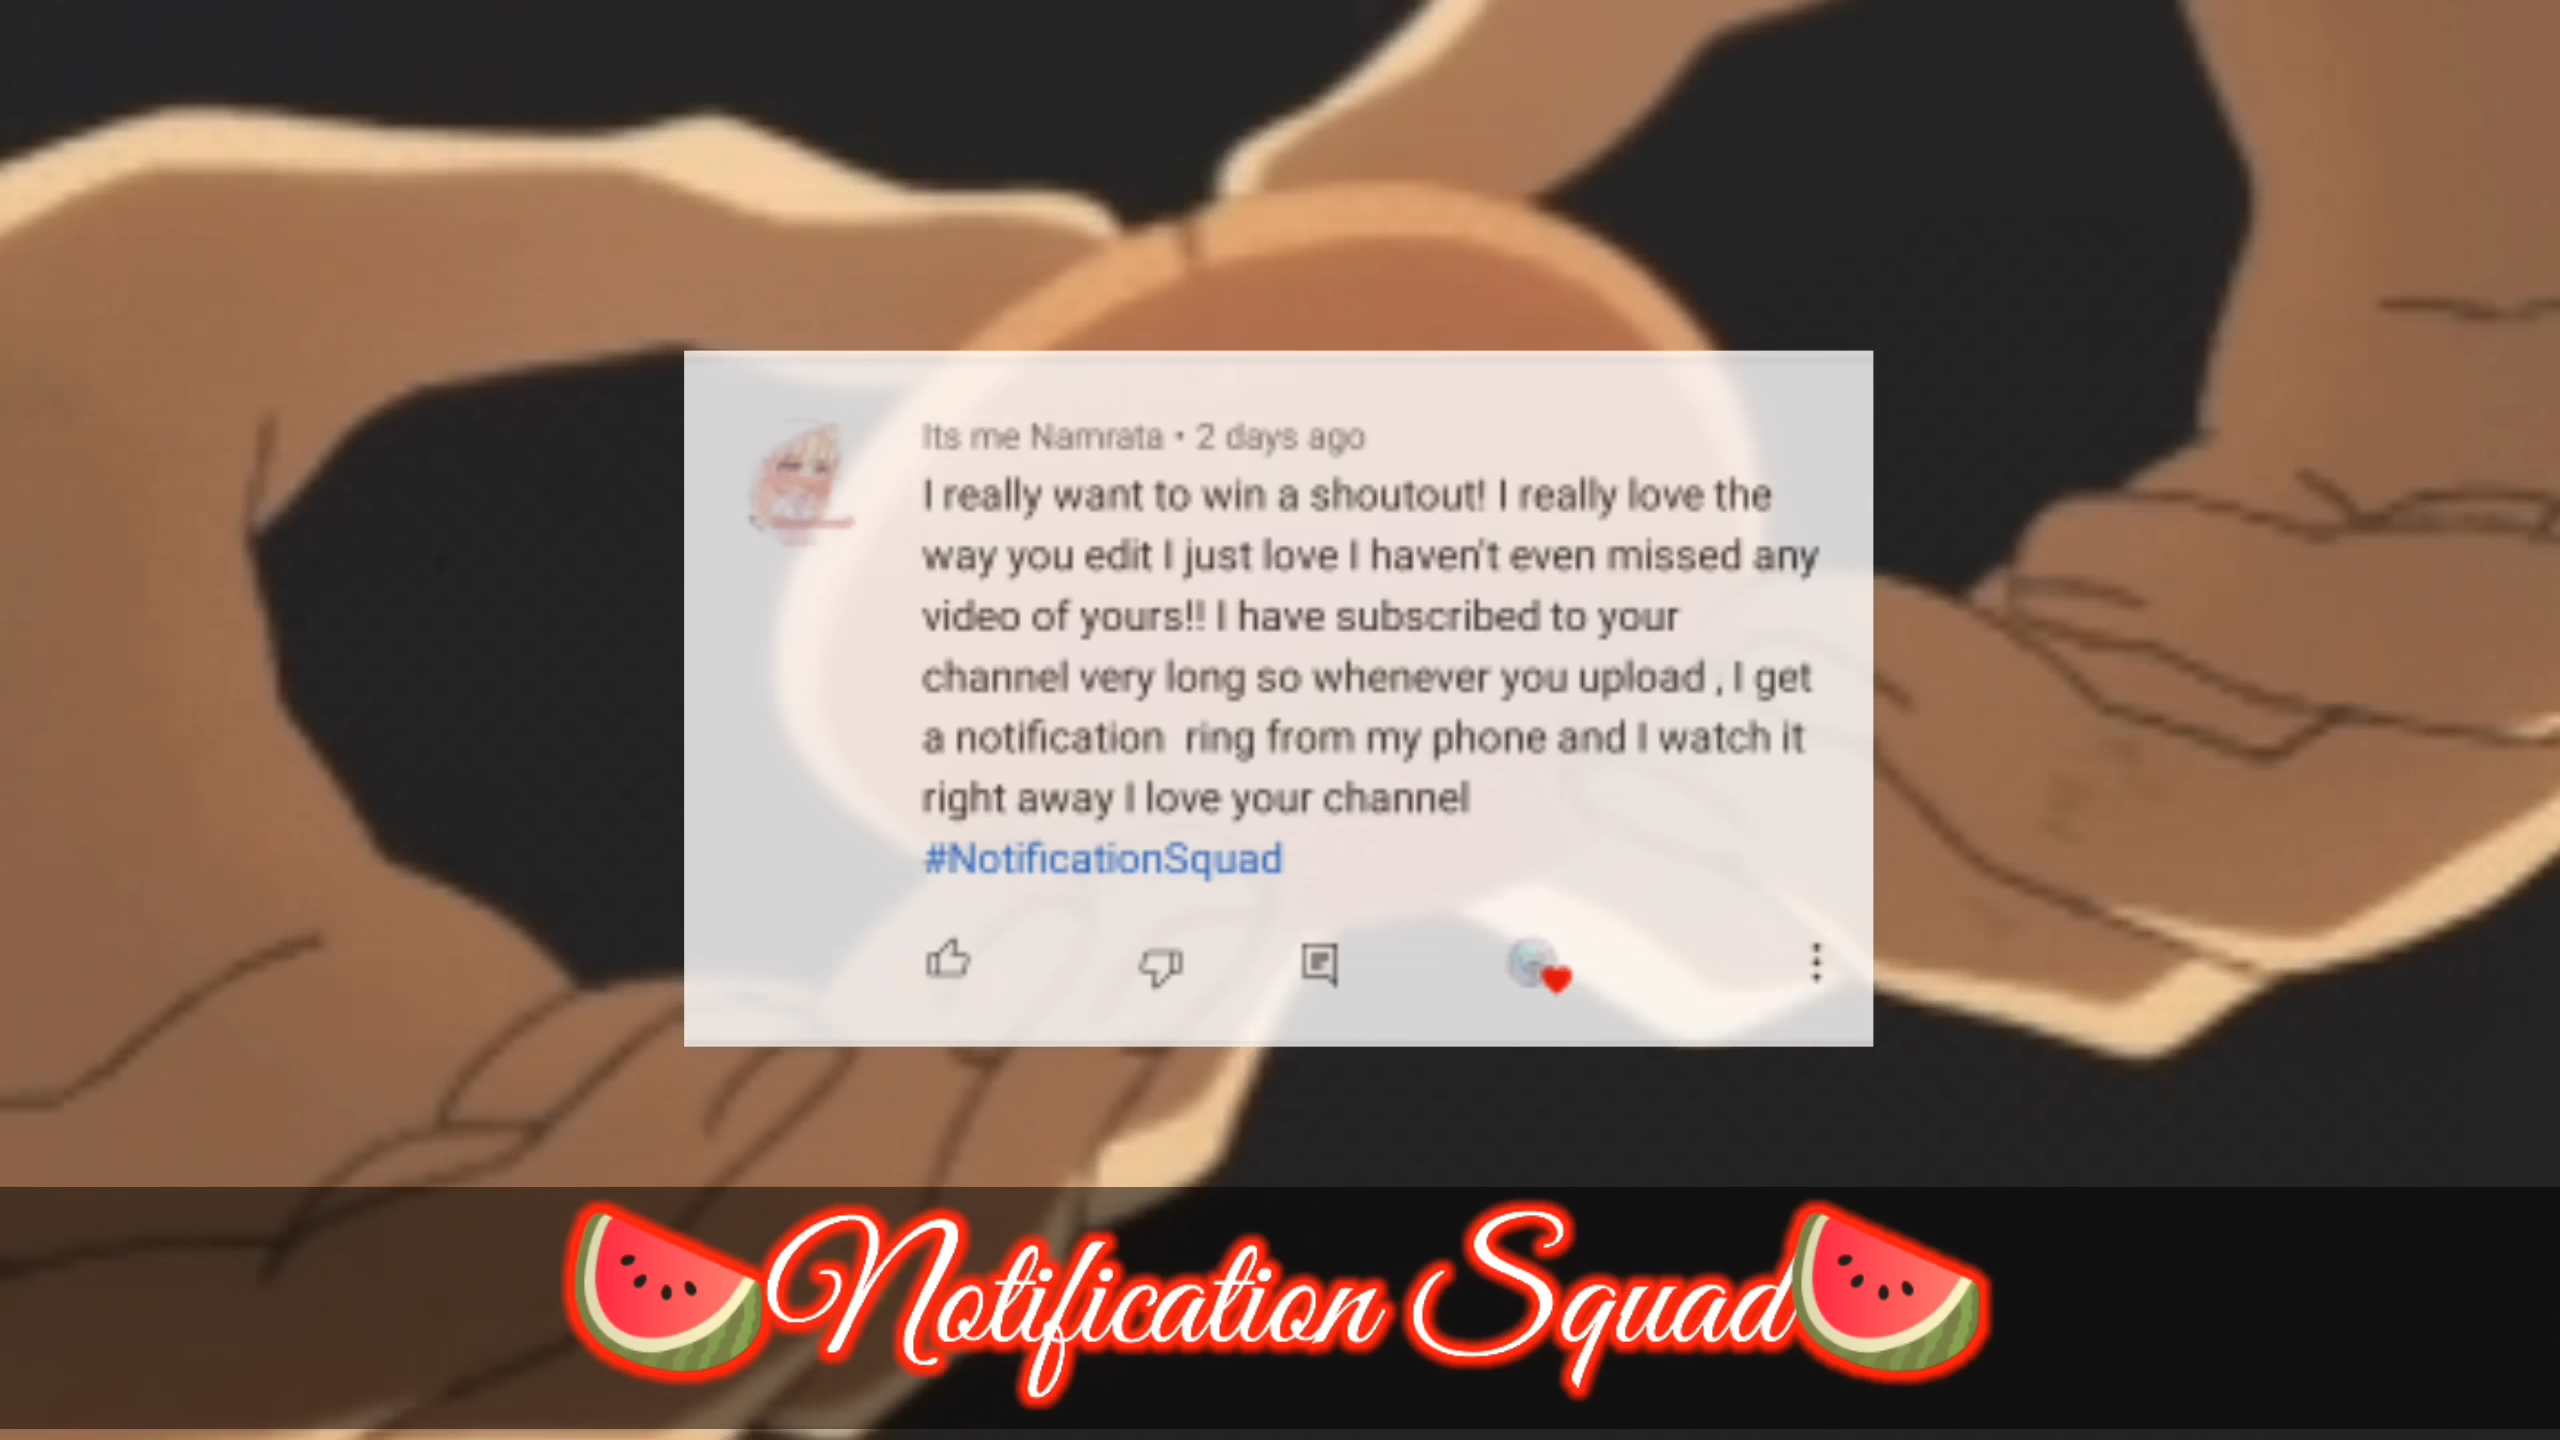 Its me Namrata • 2 days ago
I really want to win a shoutout! I really love the
way you edit I just love I haven't even missed any
video of yours!! I have subscribed to your
channel very long so whenever you upload , I get
a notification  ring from my phone and I watch it
right away I love your channel
#NotificationSquad
🍉Notification Squad🍉